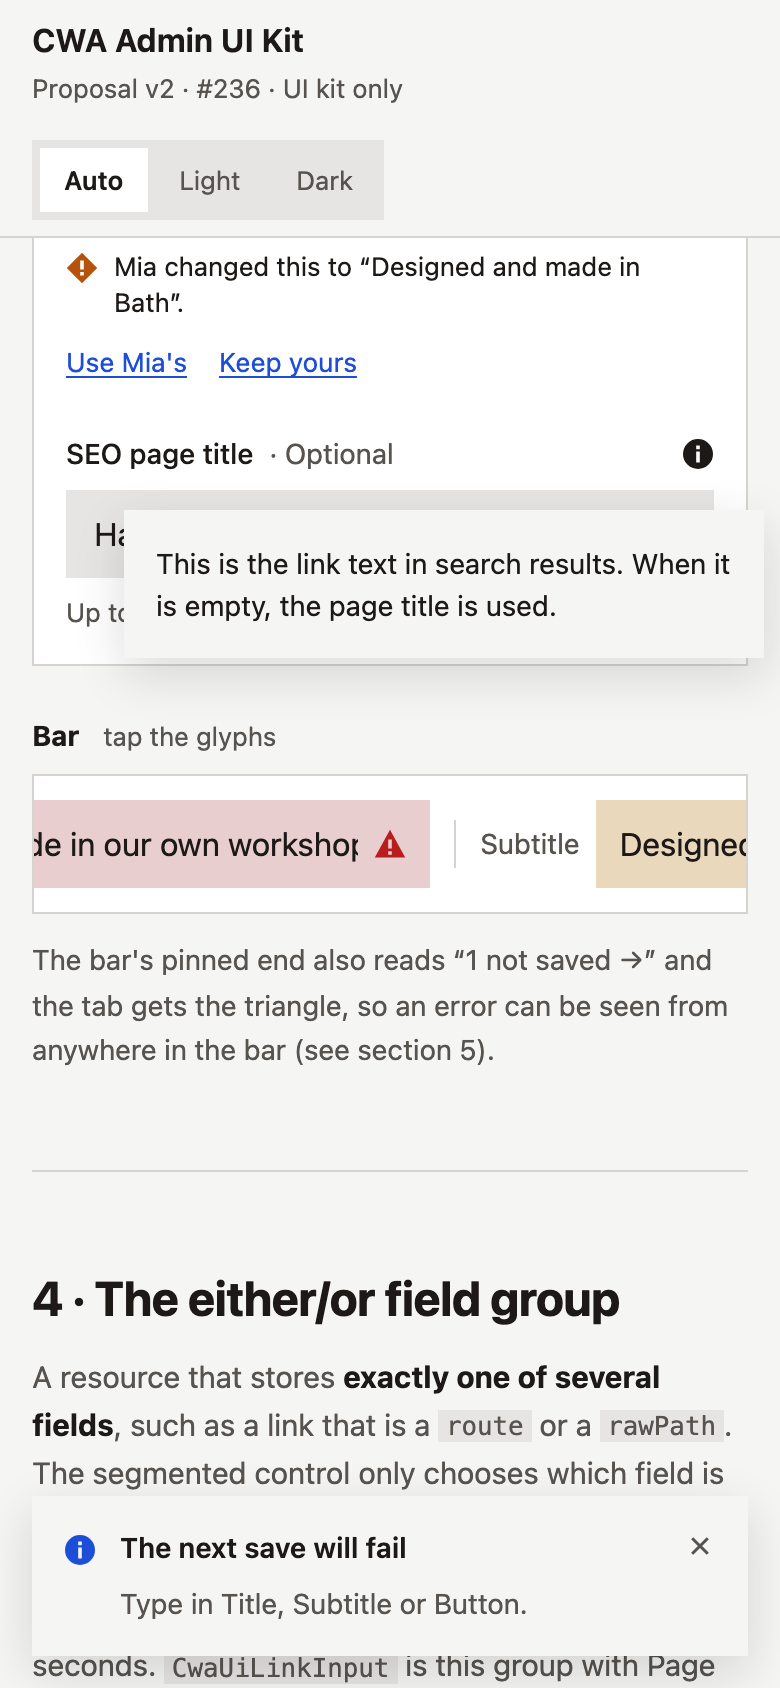 CWA Admin UI Kit
Proposal v2 · #236 · UI kit only
Auto Light Dark
Mia changed this to “Designed and made in
Bath”.
Use Mia's Keep yours
SEO page title · Optional
This is the link text in search results. When it
is empty, the page title is used.
Up
Bar tap the glyphs
in our own workshop
Subtitle
Designed
The bar's pinned end also reads “1 not saved →” and
the tab gets the triangle, so an error can be seen from
anywhere in the bar (see section 5).
4 · The either/or field group
A resource that stores exactly one of several
fields, such as a link that is a route or a rawPath.
The segmented control only chooses which field is
The next save will fail
Type in Title, Subtitle or Button.
seconds. CwaUiLinkInput is this group with Page